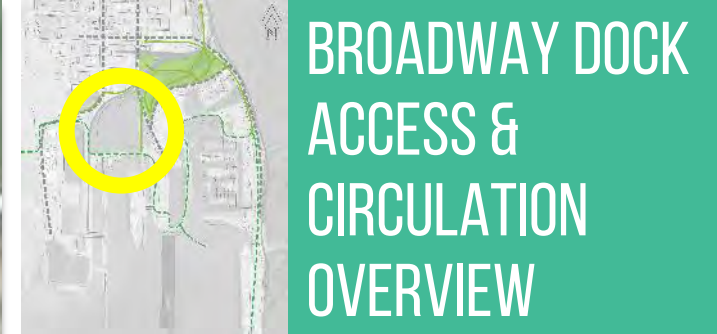 N
BROADWAY DOCK
ACCESS &
CIRCULATION
OVERVIEW